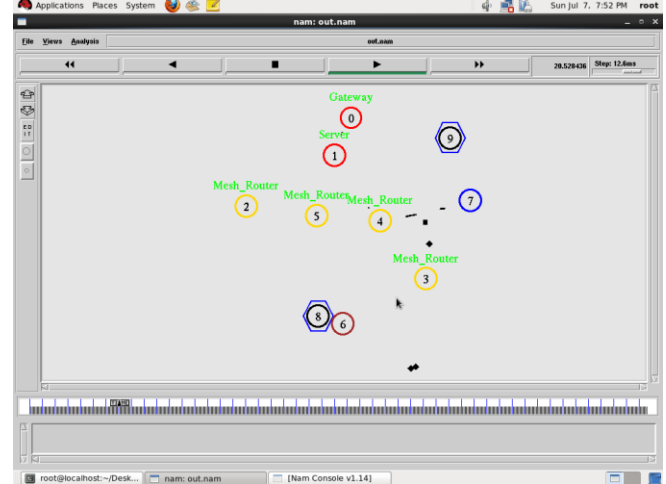 Applications Places System Sun Jul 7, 7:52 PM root
nam: out.nam
File Views Analysis out.nam
20.528436 Step: 12.6ms
Gateway
0
9
Server
1
Mesh_Router
2
Mesh_Router
5
Mesh_Router
4
7
Mesh_Router
3
8
6
root@localhost:~/Desk... nam: out.nam [Nam Console v1.14]